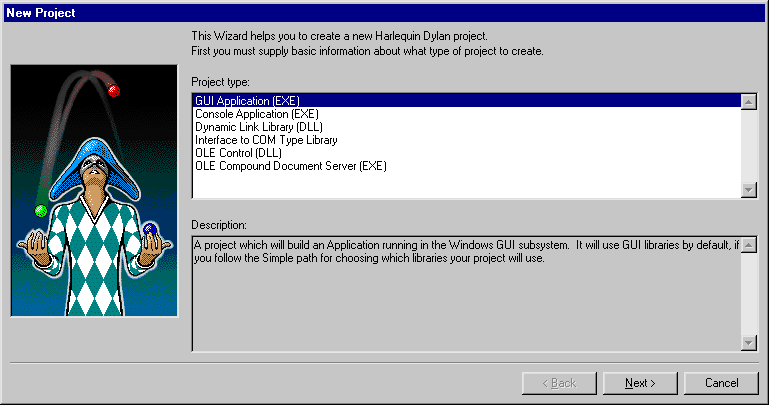 New Project
This Wizard helps you to create a new Harlequin Dylan project.
First you must supply basic information about what type of project to create.
Project type:
GUI Application (EXE)
Console Application (EXE)
Dynamic Link Library (DLL)
Interface to COM Type Library
OLE Control (DLL)
OLE Compound Document Server (EXE)
Description:
A project which will build an Application running in the Windows GUI subsystem.  It will use GUI libraries by default, if
you follow the Simple path for choosing which libraries your project will use.
< Back
Next >
Cancel